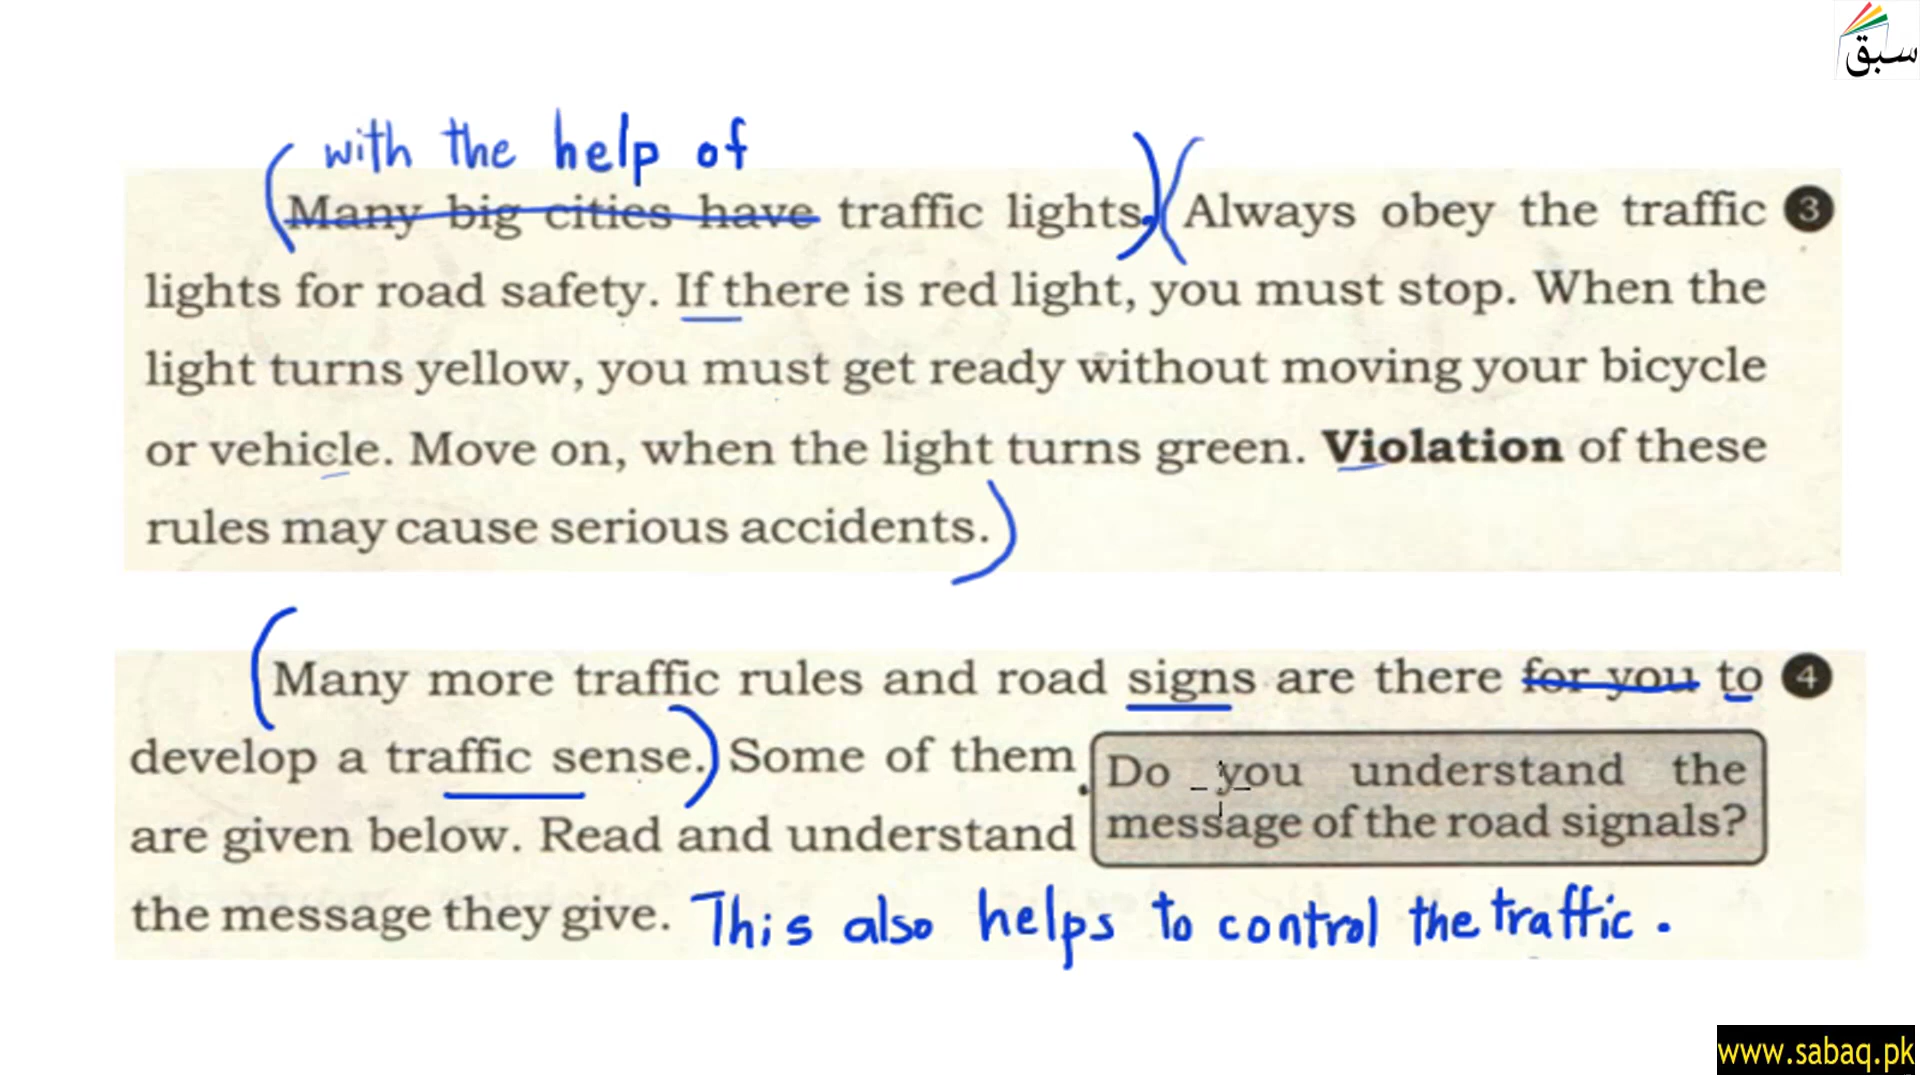 سبق
with the help of
Many big cities have traffic lights. Always obey the traffic 3
lights for road safety. If there is red light, you must stop. When the
light turns yellow, you must get ready without moving your bicycle
or vehicle. Move on, when the light turns green. Violation of these
rules may cause serious accidents.
Many more traffic rules and road signs are there for you to 4
develop a traffic sense. Some of them
are given below. Read and understand
the message they give. This also helps to control the traffic.
Do you understand the
message of the road signals?
www.sabaq.pk